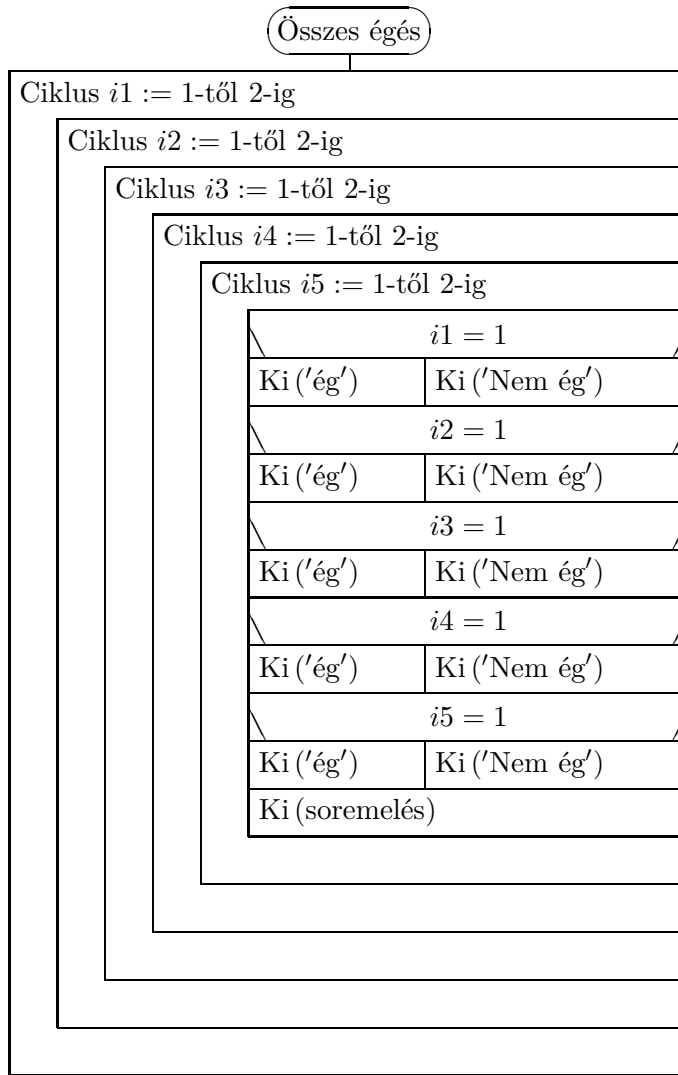 Összes égés
Ciklus i1 := 1-től 2-ig
Ciklus i2 := 1-től 2-ig
Ciklus i3 := 1-től 2-ig
Ciklus i4 := 1-től 2-ig
Ciklus i5 := 1-től 2-ig
i1 = 1
Ki (′ég′) Ki (′Nem ég′)
i2 = 1
Ki (′ég′) Ki (′Nem ég′)
i3 = 1
Ki (′ég′) Ki (′Nem ég′)
i4 = 1
Ki (′ég′) Ki (′Nem ég′)
i5 = 1
Ki (′ég′) Ki (′Nem ég′)
Ki (soremelés)